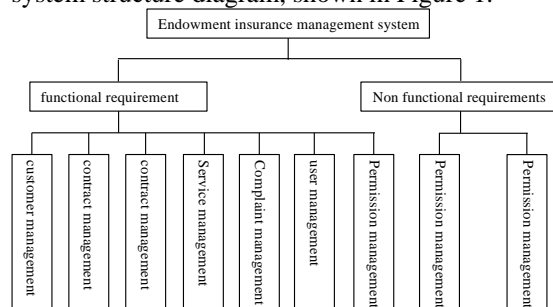 system structure diagram, shown in Figure 1.
Endowment insurance management system
functional requirement
Non functional requirements
customer management
contract management
contract management
Service management
Complaint management
user management
Permission management
Permission management
Permission management